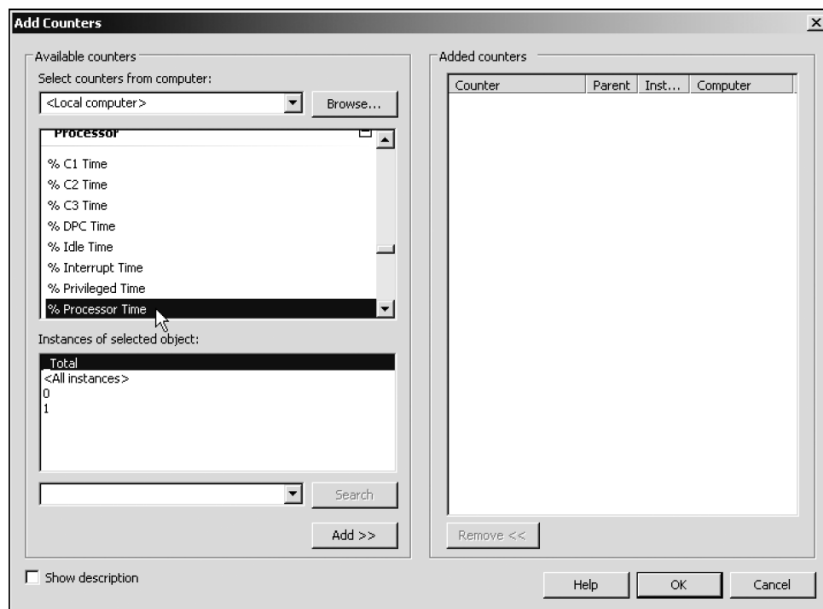 Add Counters
Available counters
Select counters from computer:
<Local computer>
Browse...
Processor
% C1 Time
% C2 Time
% C3 Time
% DPC Time
% Idle Time
% Interrupt Time
% Privileged Time
% Processor Time
Instances of selected object:
_Total
<All instances>
0
1
Search
Add >>
Show description
Added counters
Counter Parent Inst... Computer
Remove <<
Help OK Cancel